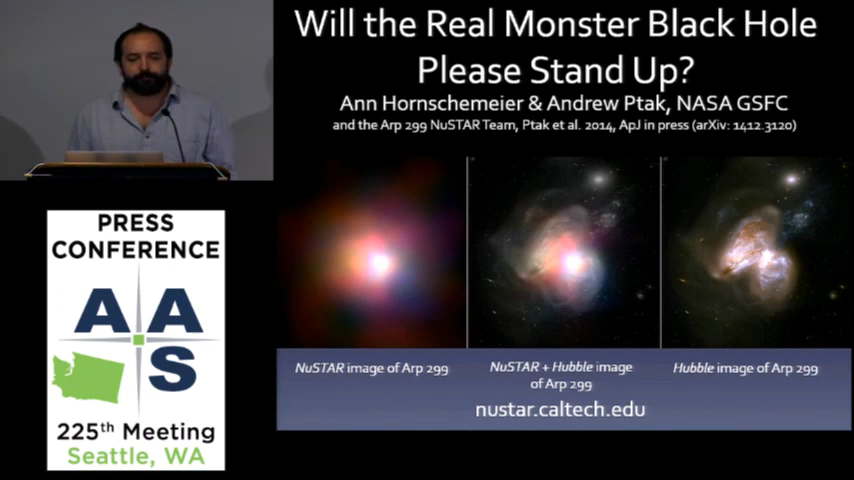 Will the Real Monster Black Hole
Please Stand Up?
Ann Hornschemeier & Andrew Ptak, NASA GSFC
and the Arp 299 NuSTAR Team, Ptak et al. 2014, ApJ in press (arXiv: 1412.3120)
NuSTAR image of Arp 299
NuSTAR + Hubble image
of Arp 299
Hubble image of Arp 299
nustar.caltech.edu
PRESS
CONFERENCE
A A
S
225th Meeting
Seattle, WA